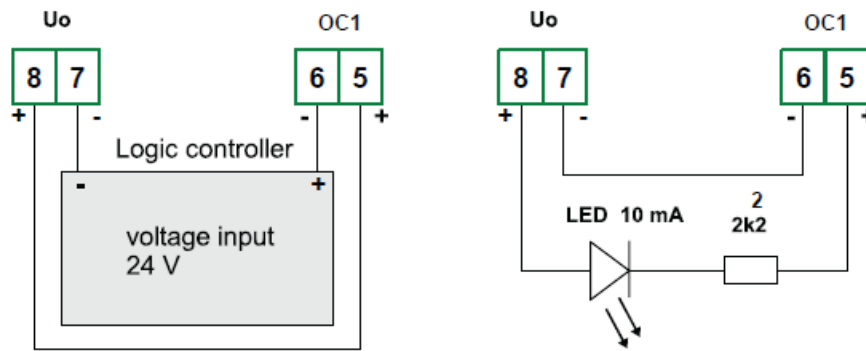 Uo OC1
8 7 6 5
+ - - +
Logic controller
- +
voltage input
24 V
Uo OC1
8 7 6 5
+ - - +
2
LED 10 mA 2k2